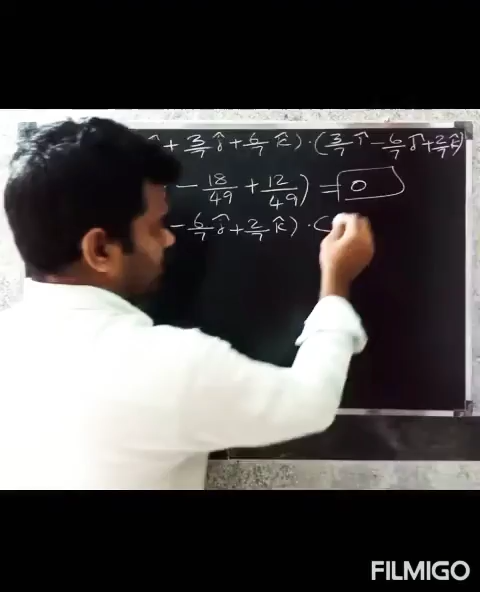 + 3/7 ĵ + 6/7 k̂) · (3/7 î - 6/7 ĵ + 2/7 k̂)
- 18/49 + 12/49) = 0
- 6/7 ĵ + 2/7 k̂) · (
FILMIGO